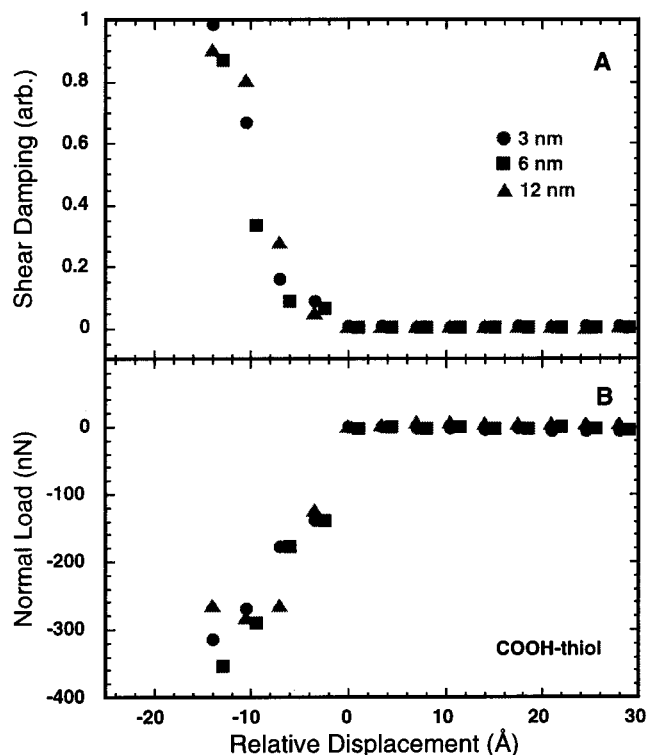 Shear Damping (arb.)
1
0.8
0.6
0.4
0.2
0
A
3 nm
6 nm
12 nm
Normal Load (nN)
0
-100
-200
-300
-400
B
COOH-thiol
-20 -10 0 10 20 30
Relative Displacement (Å)